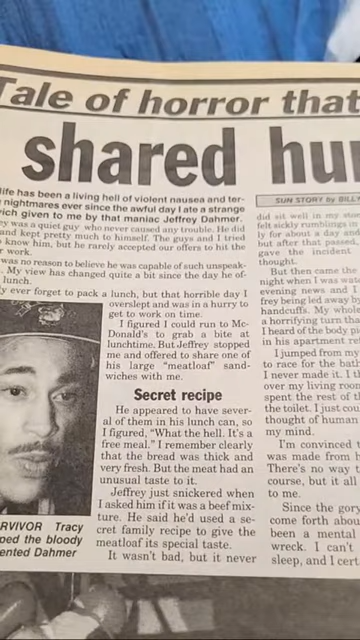 Tale of horror that
shared hu
life has been a living hell of violent nausea and ter-
nightmares ever since the awful day I ate a strange
wich given to me by that maniac Jeffrey Dahmer.
ey was a quiet guy who never caused any trouble. He did
and kept pretty much to himself. The guys and I tried
know him, but he rarely accepted our offers to hit the
work.
was no reason to believe he was capable of such unspeak-
. My view has changed quite a bit since the day he of-
lunch.
ly ever forget to pack a lunch, but that horrible day I
overslept and was in a hurry to
get to work on time.
I figured I could run to Mc-
Donald's to grab a bite at
lunchtime. But Jeffrey stopped
me and offered to share one of
his large "meatloaf" sand-
wiches with me.
Secret recipe
He appeared to have sever-
al of them in his lunch can, so
I figured, "What the hell. It's a
free meal." I remember clearly
that the bread was thick and
very fresh. But the meat had an
unusual taste to it.
Jeffrey just snickered when
I asked him if it was a beef mix-
ture. He said he'd used a se-
cret family recipe to give the
meatloaf its special taste.
It wasn't bad, but it never
RVIVOR Tracy
ped the bloody
ented Dahmer
SUN STORY by BILLY
did sit well in my sto
felt sickly rumblings in
ly for about a day and
but after that passed,
gave the incident
thought.
But then came the
night when I was wat
evening news and I
frey being led away by
handcuffs. My whole
a horrifying turn tha
I heard of the body p
in his apartment re
I jumped from my
to race for the bath
I never made it. I th
over my living roo
spent the rest of th
the toilet. I just cou
thought of human
my mind.
I'm convinced t
was made from h
There's no way t
course, but it all
to me.
Since the gory
come forth abou
been a mental
wreck. I can't
sleep, and I cert